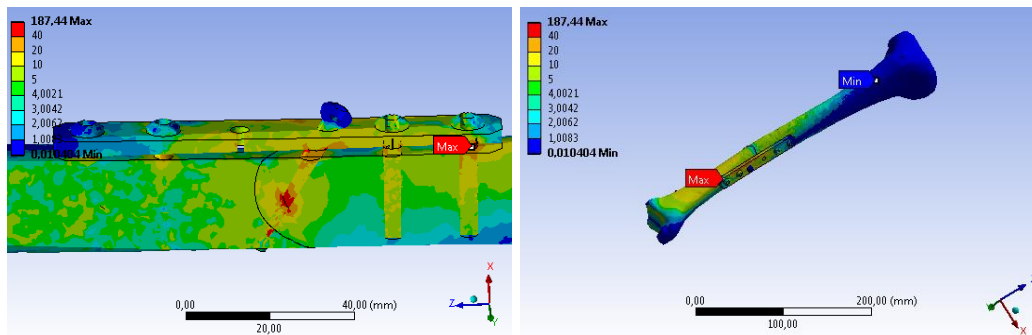 187,44 Max
40
20
10
5
4,0021
3,0042
2,0062
1,0083
0,010404 Min
Max
0,00
40,00 (mm)
20,00
X
Z
Y
187,44 Max
40
20
10
5
4,0021
3,0042
2,0062
1,0083
0,010404 Min
Min
Max
0,00
200,00 (mm)
100,00
Z
Y
X